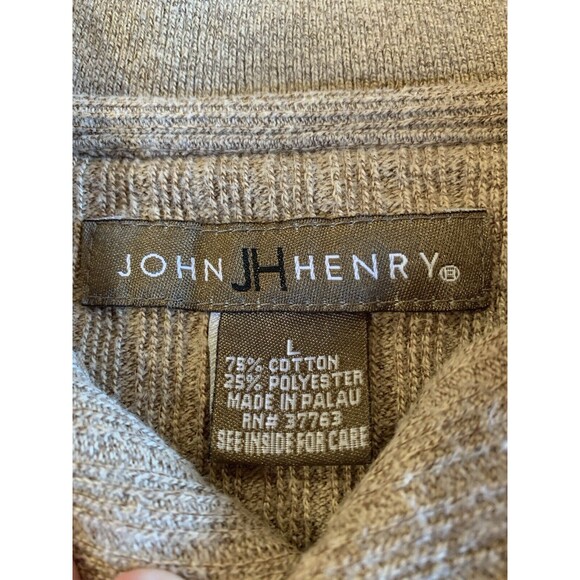 JOHN JH HENRY®
L
75% COTTON
25% POLYESTER
MADE IN PALAU
RN# 37763
SEE INSIDE FOR CARE